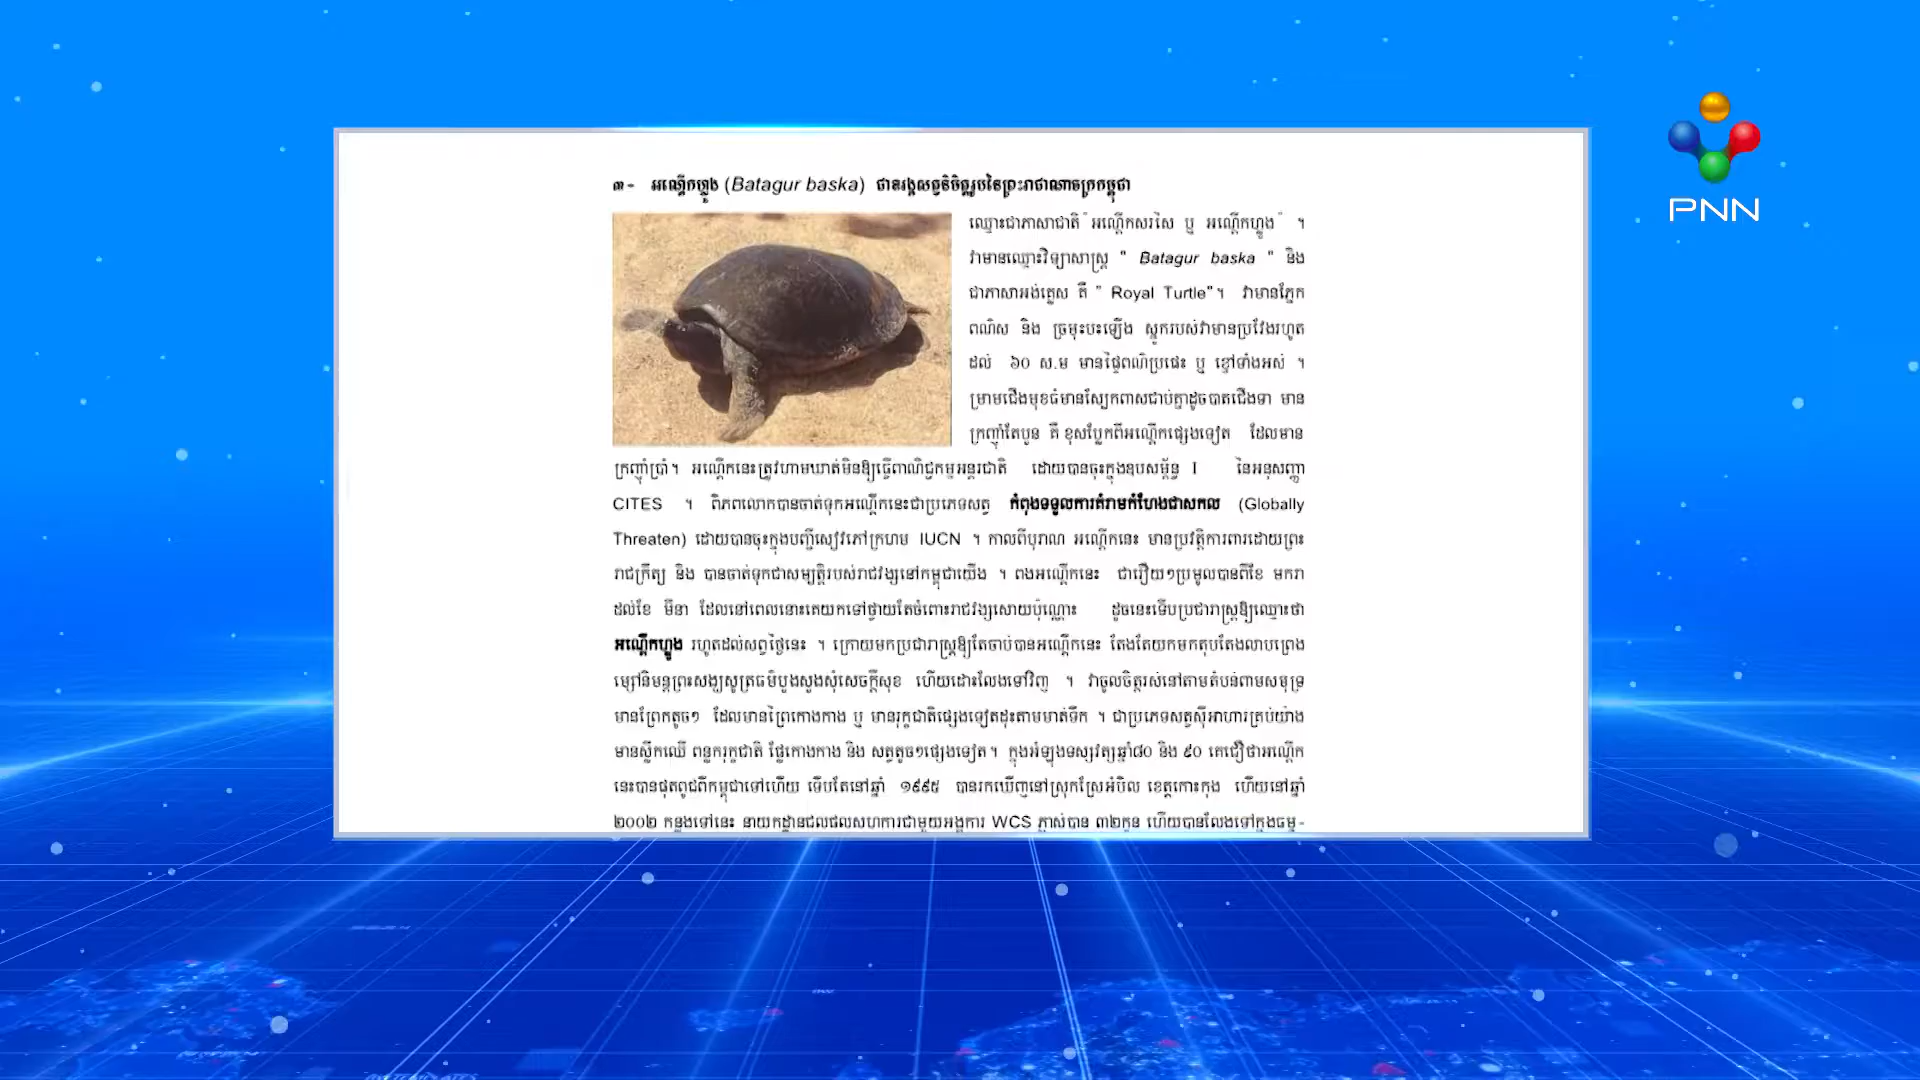 PNN
៣- អណ្ដើកហ្លួង (Batagur baska) ជានរង្គសត្វនិមិត្តរូបនៃព្រះរាជាណាចក្រកម្ពុជា
ឈ្មោះជាភាសាជាតិ "អណ្ដើកសរសៃ ឬ អណ្ដើកហ្លួង" ។
វាមានឈ្មោះវិទ្យាសាស្ត្រ " Batagur baska " និង
ជាភាសាអង់គ្លេស គឺ " Royal Turtle"។ វាមានភ្នែក
ពណ៌ស និង ច្រមុះបះឡើង ស្នូករបស់វាមានប្រវែងរហូត
ដល់ ៦០ ស.ម មានផ្ទៃពណ៌ប្រផេះ ឬ ខ្មៅទាំងអស់ ។
ម្រាមជើងមុខធំមានស្បែកពាសជាប់គ្នាដូចបាតជើងទា មាន
ក្រញ៉ាំតែបួន គឺ ខុសប្លែកពីអណ្ដើកផ្សេងទៀត ដែលមាន
ក្រញ៉ាំប្រាំ។ អណ្ដើកនេះត្រូវហាមឃាត់មិនឱ្យធ្វើពាណិជ្ជកម្មអន្តរជាតិ ដោយបានចុះក្នុងឧបសម្ព័ន្ធ I នៃអនុសញ្ញា
CITES ។ ពិភពលោកបានចាត់ទុកអណ្ដើកនេះជាប្រភេទសត្វ កំពុងទទួលការគំរាមកំហែងជាសកល (Globally
Threaten) ដោយបានចុះក្នុងបញ្ជីសៀវភៅក្រហម IUCN ។ កាលពីបុរាណ អណ្ដើកនេះ មានប្រវត្តិការពារដោយព្រះ
រាជក្រឹត្យ និង បានចាត់ទុកជាសម្បត្តិរបស់រាជវង្សនៅកម្ពុជាយើង ។ ពងអណ្ដើកនេះ ជារឿយៗប្រមូលបានពីខែ មករា
ដល់ខែ មីនា ដែលនៅពេលនោះគេយកទៅថ្វាយតែចំពោះរាជវង្សសោយប៉ុណ្ណោះ ដូចនេះទើបប្រជារាស្ត្រឱ្យឈ្មោះថា
អណ្ដើកហ្លួង រហូតដល់សព្វថ្ងៃនេះ ។ ក្រោយមកប្រជារាស្ត្រឱ្យតែចាប់បានអណ្ដើកនេះ តែងតែយកមកតុបតែងលាបព្រេង
ម្សៅនិមន្តព្រះសង្ឃសូត្រធម៌បួងសួងសុំសេចក្ដីសុខ ហើយដោះលែងទៅវិញ ។ វាចូលចិត្តរស់នៅតាមតំបន់ពាមសមុទ្រ
មានព្រែកតូចៗ ដែលមានព្រៃកោងកាង ឬ មានរុក្ខជាតិផ្សេងទៀតដុះតាមមាត់ទឹក ។ ជាប្រភេទសត្វស៊ីអាហារគ្រប់យ៉ាង
មានស្លឹកឈើ ពន្លករុក្ខជាតិ ផ្លែកោងកាង និង សត្វតូចៗផ្សេងទៀត។ ក្នុងអំឡុងទសវត្សឆ្នាំ៨០ និង ៩០ គេជឿថាអណ្ដើក
នេះបានផុតពូជពីកម្ពុជាទៅហើយ ទើបតែនៅឆ្នាំ ១៩៩៥ បានរកឃើញនៅស្រុកស្រែអំបិល ខេត្តកោះកុង ហើយនៅឆ្នាំ
២០០២ កន្លងទៅនេះ នាយកដ្ឋានជលផលសហការជាមួយអង្គការ WCS ភ្ញាស់បាន ៣២កូន ហើយបានលែងទៅក្នុងធម្ម-